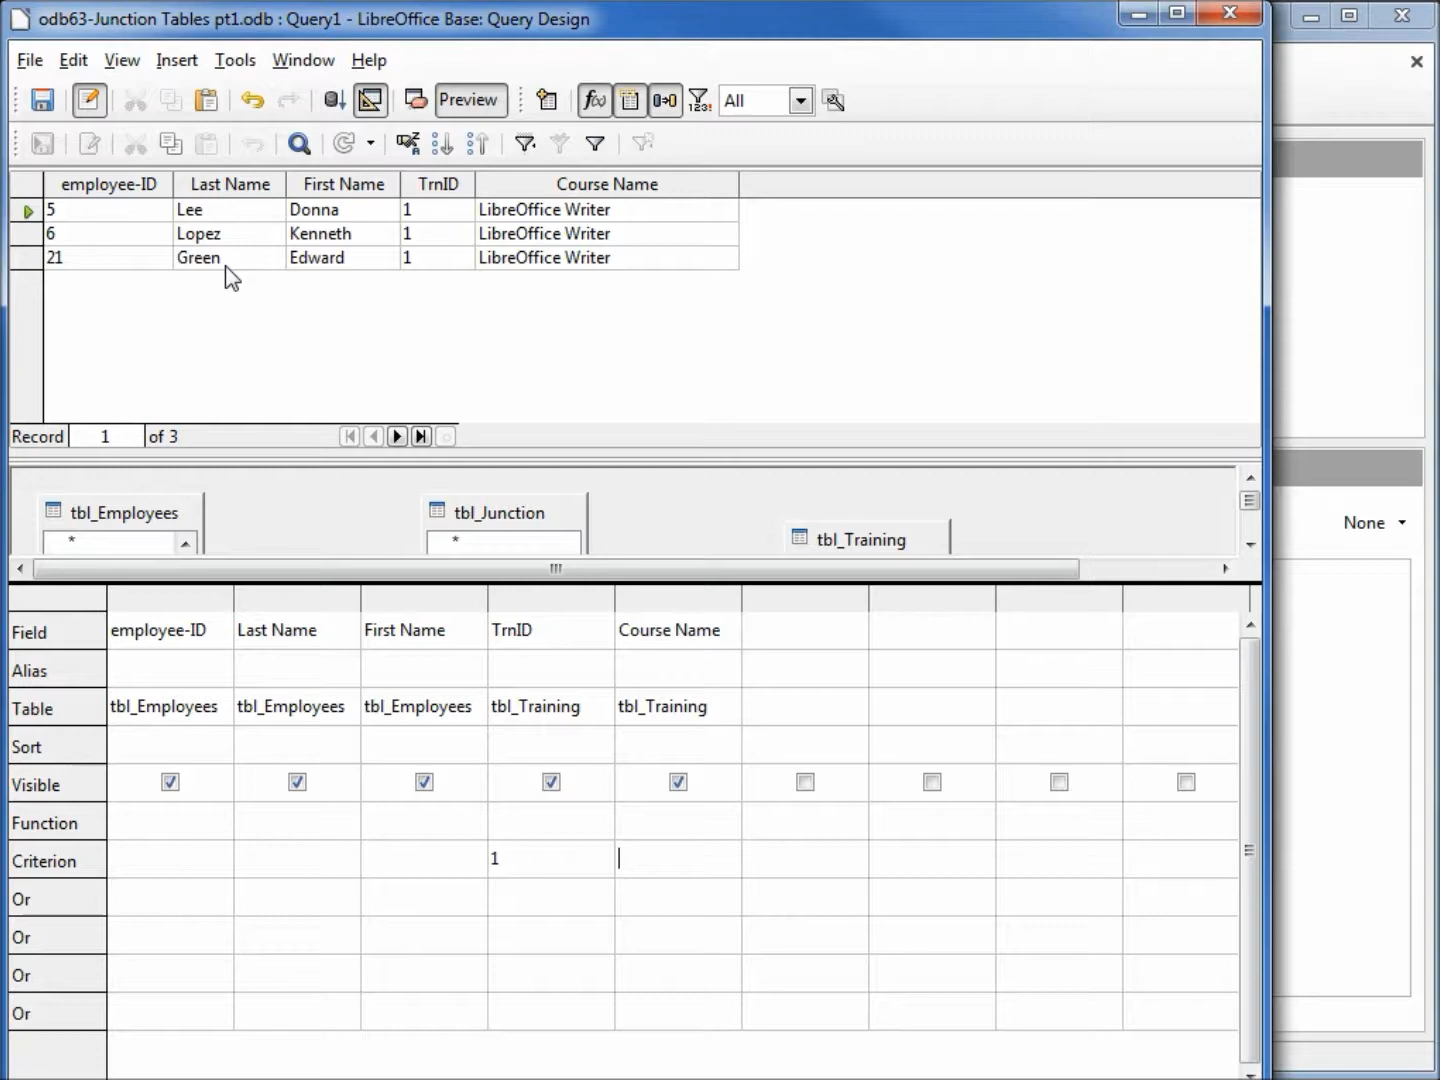 odb63-Junction Tables pt1.odb : Query1 - LibreOffice Base: Query Design
File Edit View Insert Tools Window Help
Preview All
employee-ID Last Name First Name TrnID Course Name
5 Lee Donna 1 LibreOffice Writer
6 Lopez Kenneth 1 LibreOffice Writer
21 Green Edward 1 LibreOffice Writer
Record 1 of 3
tbl_Employees tbl_Junction
* *
tbl_Training
None
Field employee-ID Last Name First Name TrnID Course Name
Alias
Table tbl_Employees tbl_Employees tbl_Employees tbl_Training tbl_Training
Sort
Visible
Function
Criterion 1
Or
Or
Or
Or